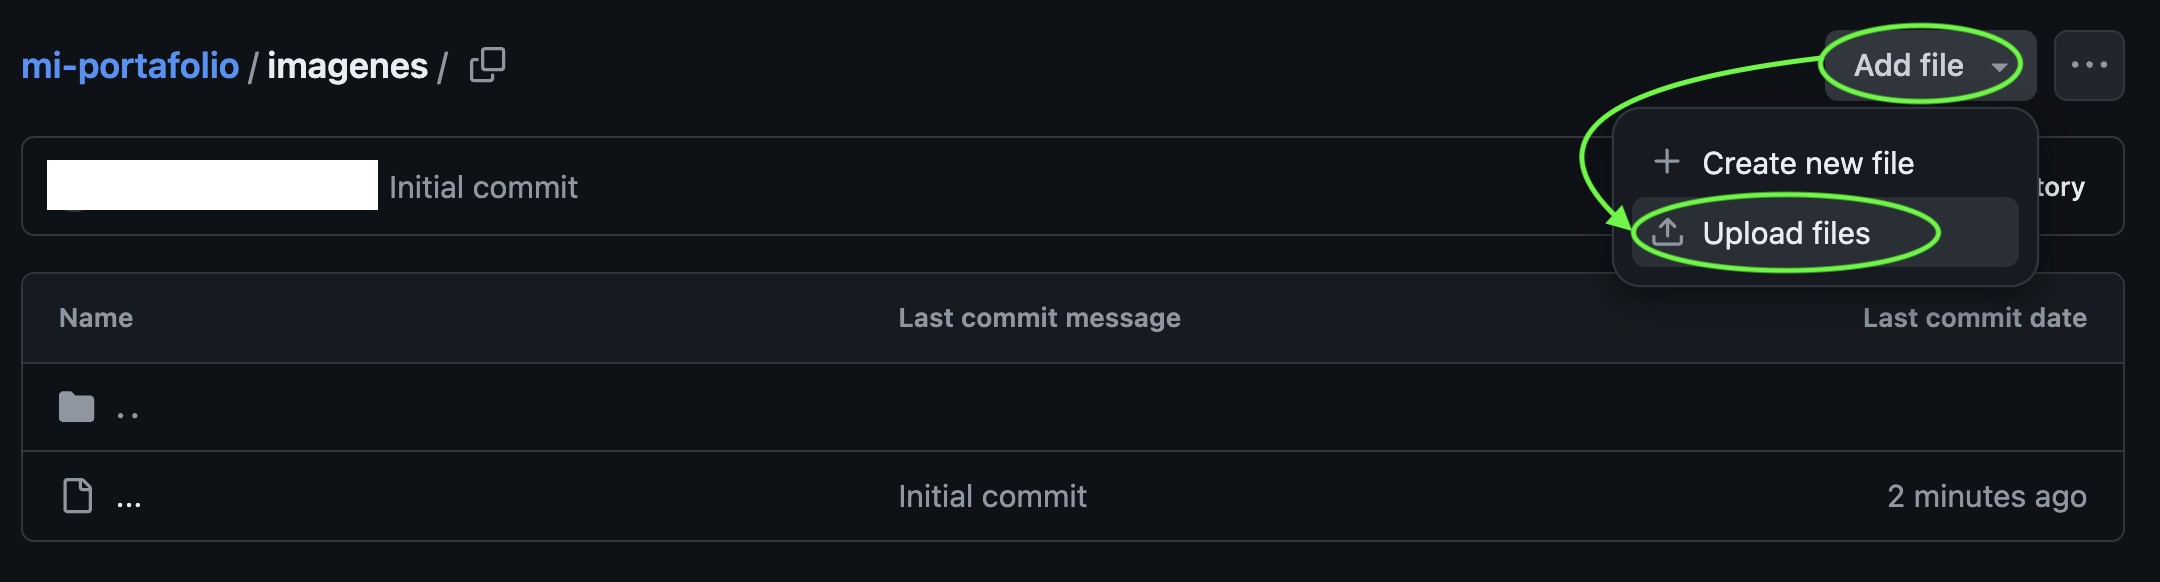 mi-portafolio / imagenes /
Add file
Create new file
Upload files
Initial commit
tory
Name Last commit message Last commit date
..
... Initial commit 2 minutes ago